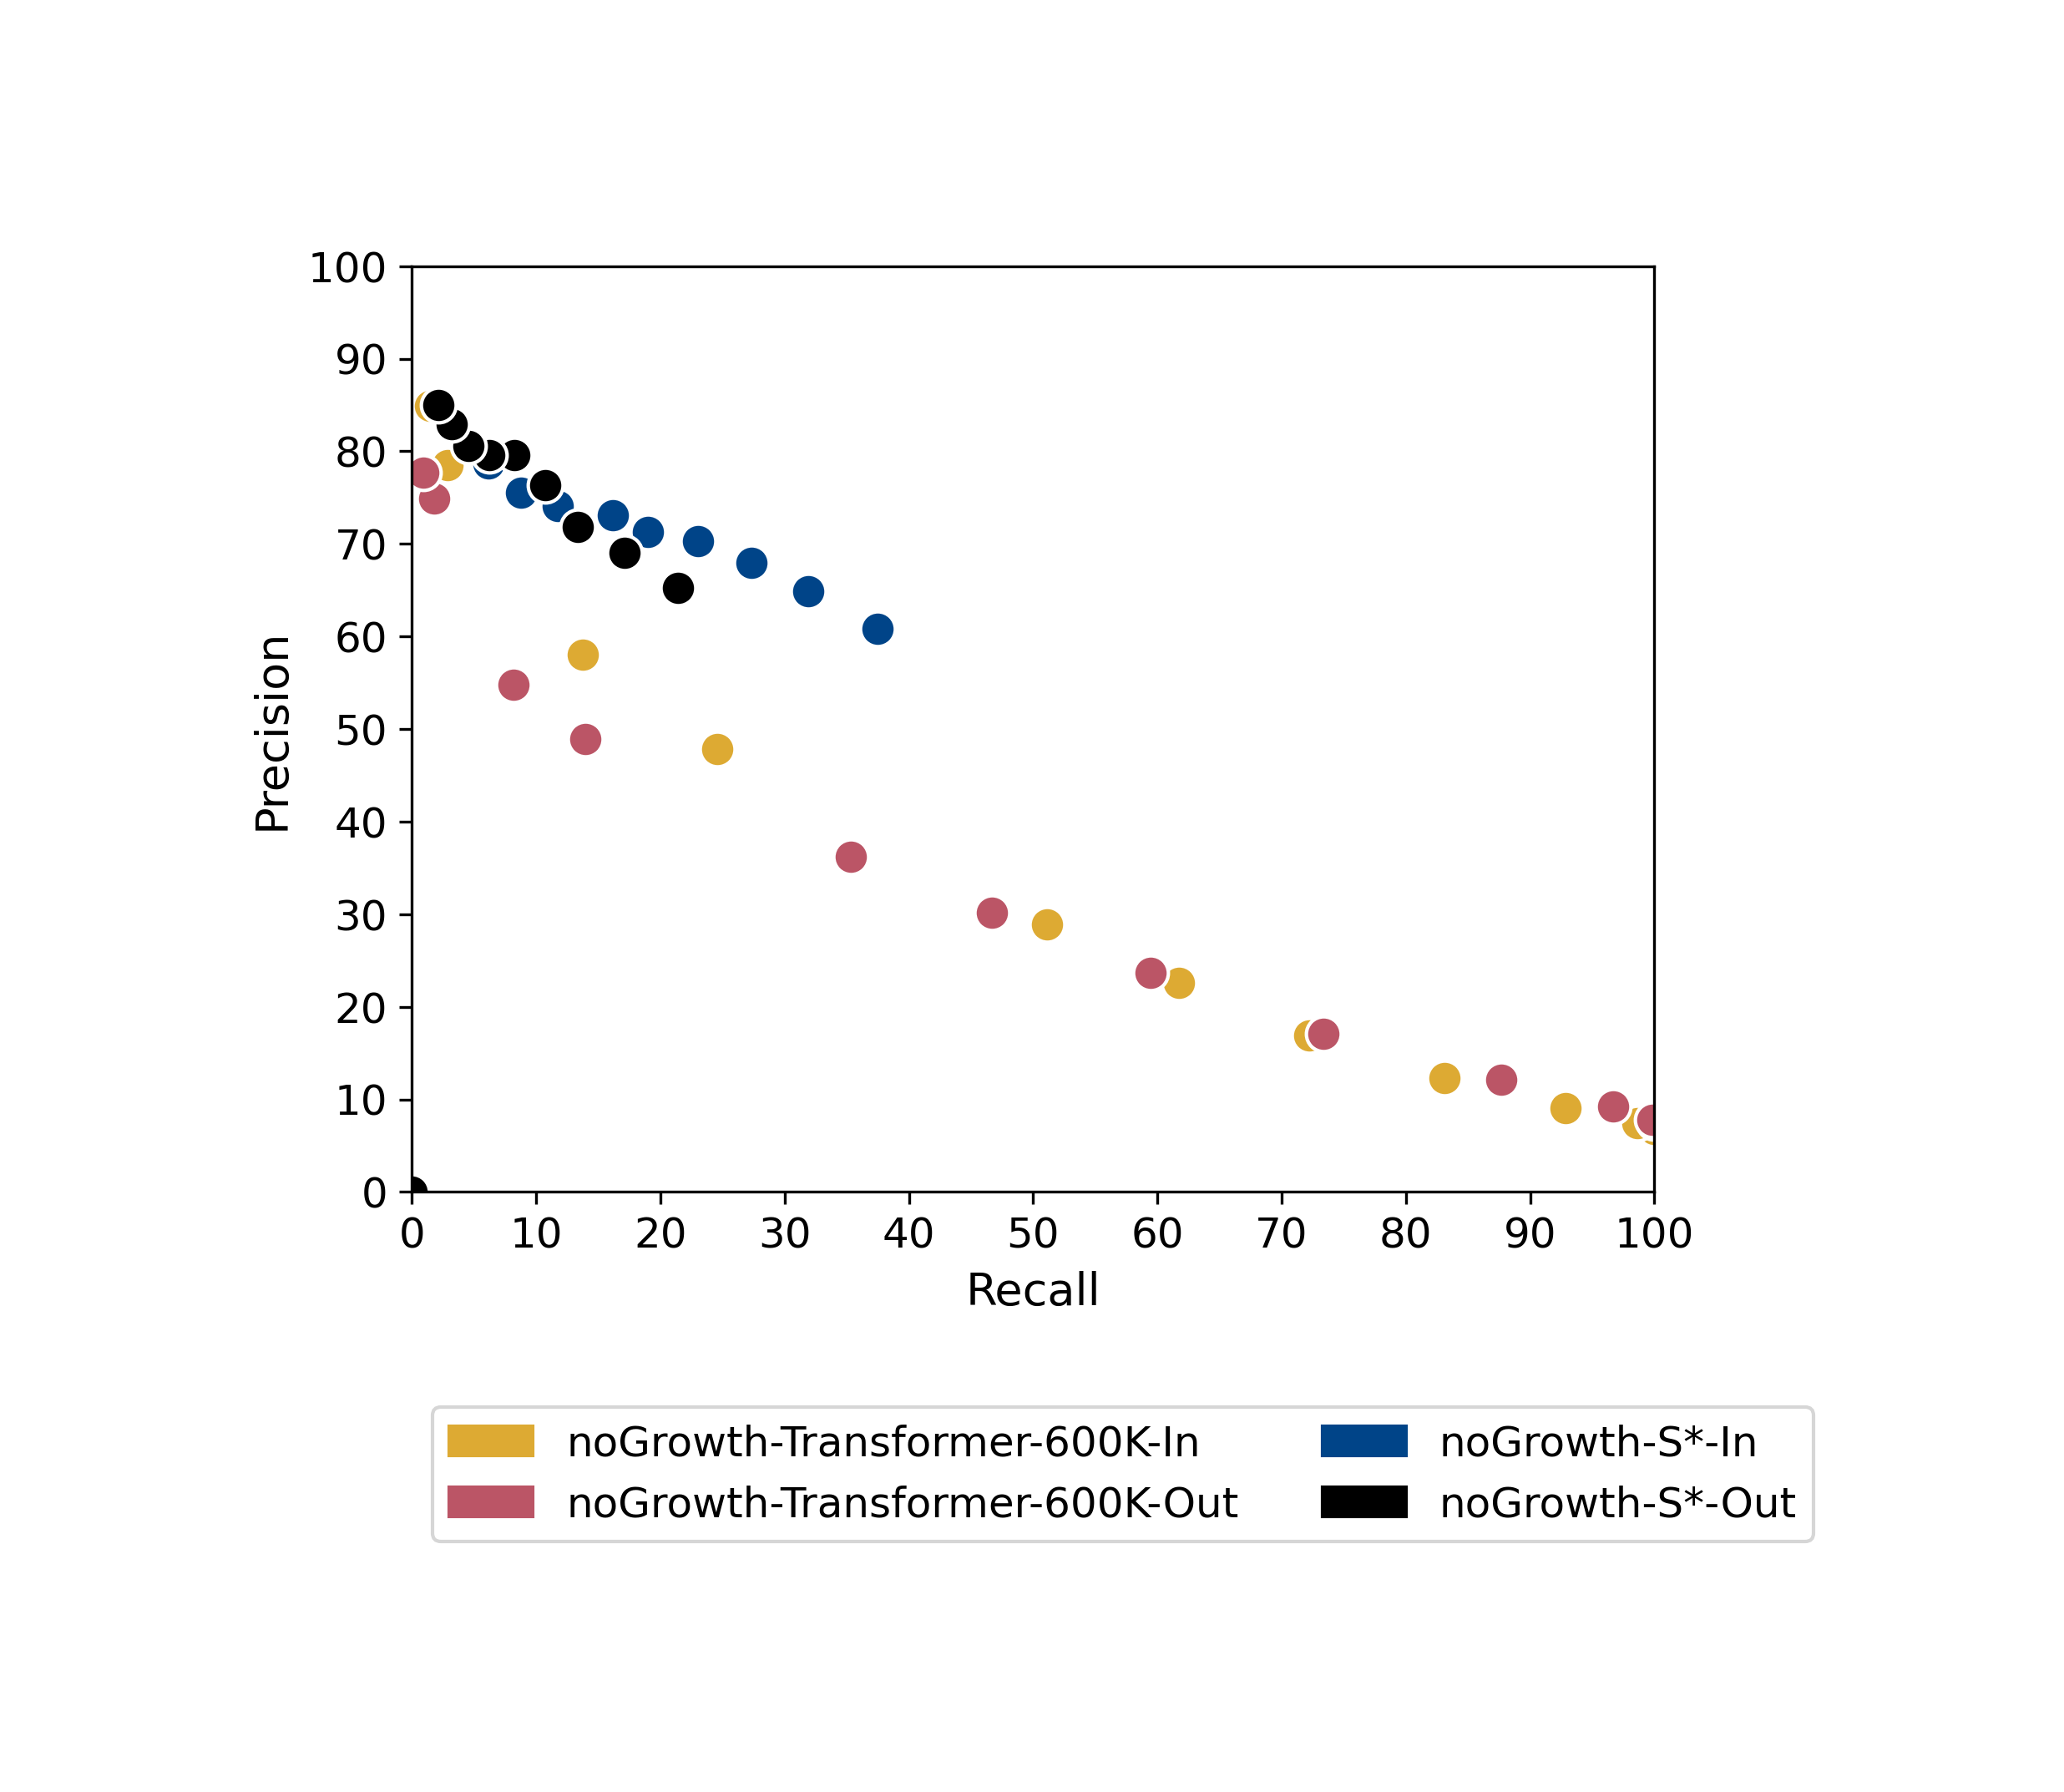 100
90
80
70
60
50
40
30
20
10
0
Precision
0 10 20 30 40 50 60 70 80 90 100
Recall
noGrowth-Transformer-600K-In noGrowth-S*-In
noGrowth-Transformer-600K-Out noGrowth-S*-Out